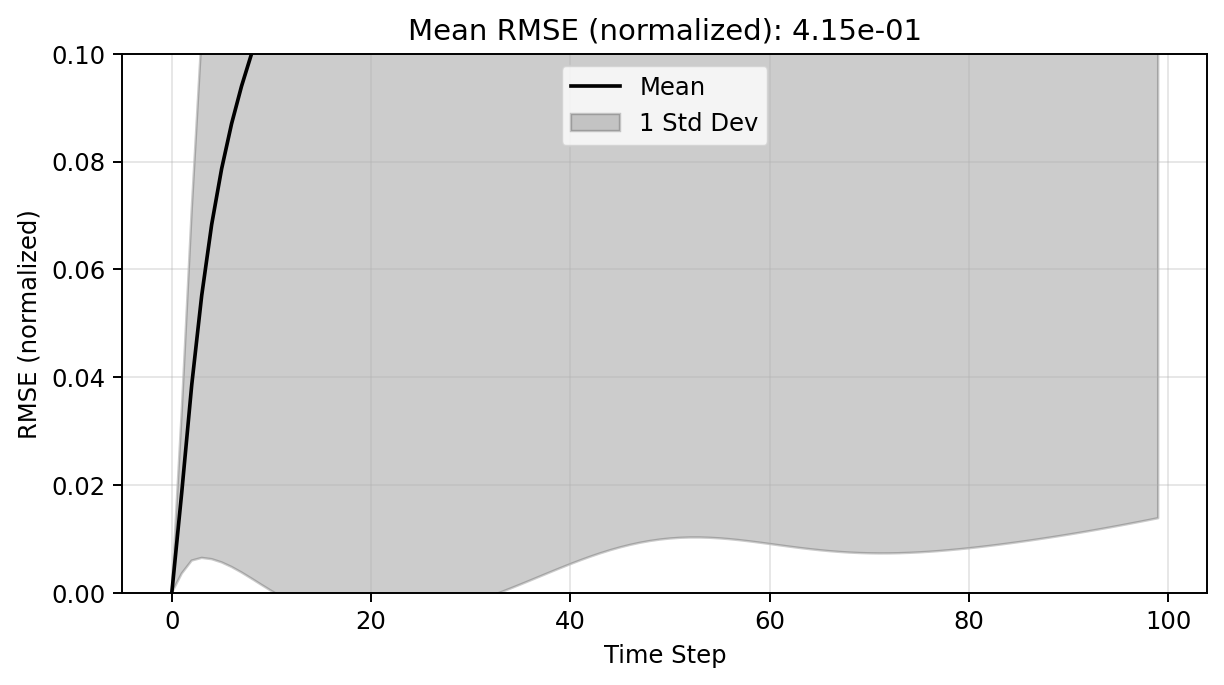 Mean RMSE (normalized): 4.15e-01
0.10
0.08
0.06
0.04
0.02
0.00
RMSE (normalized)
Mean
1 Std Dev
0 20 40 60 80 100
Time Step